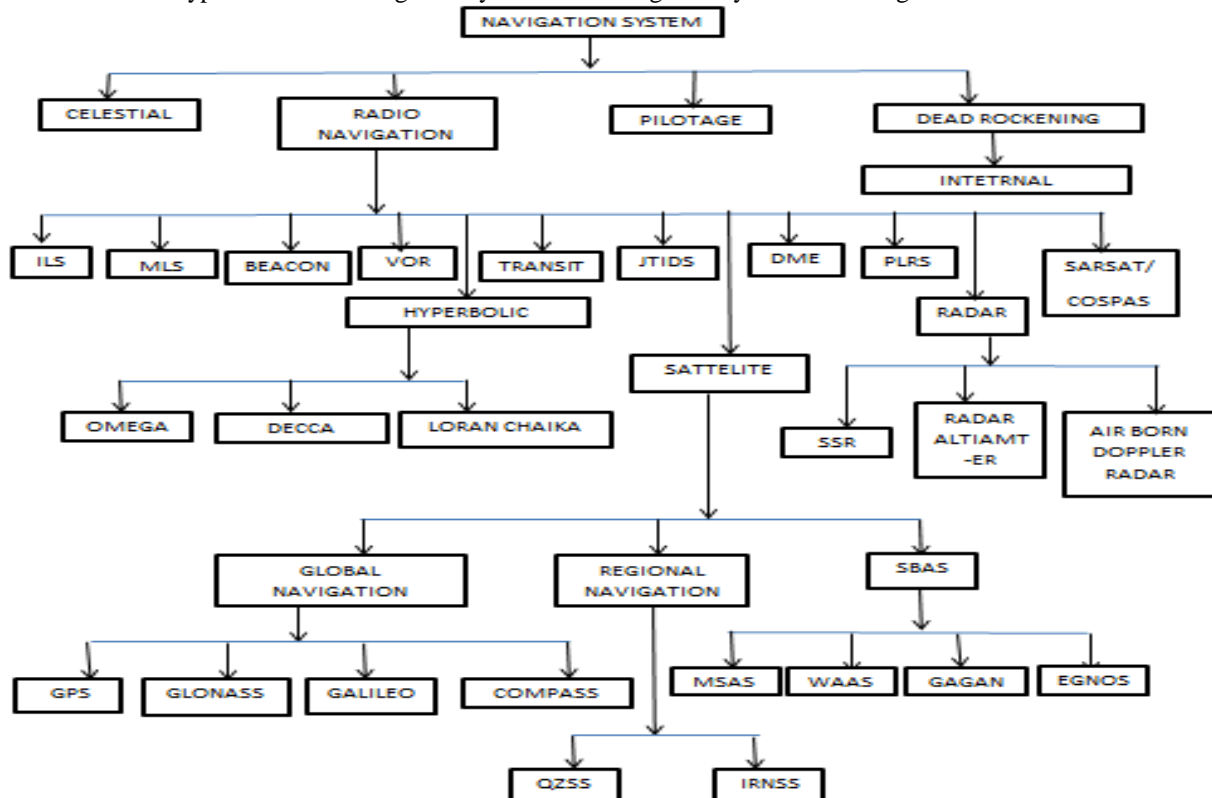 NAVIGATION SYSTEM
CELESTIAL
RADIO
NAVIGATION
PILOTAGE
DEAD ROCKENING
INTETRNAL
ILS
MLS
BEACON
VOR
TRANSIT
JTIDS
DME
PLRS
SARSAT/
COSPAS
HYPERBOLIC
RADAR
SATTELITE
OMEGA
DECCA
LORAN CHAIKA
SSR
RADAR
ALTIAMT
-ER
AIR BORN
DOPPLER
RADAR
GLOBAL
NAVIGATION
REGIONAL
NAVIGATION
SBAS
GPS
GLONASS
GALILEO
COMPASS
MSAS
WAAS
GAGAN
EGNOS
QZSS
IRNSS